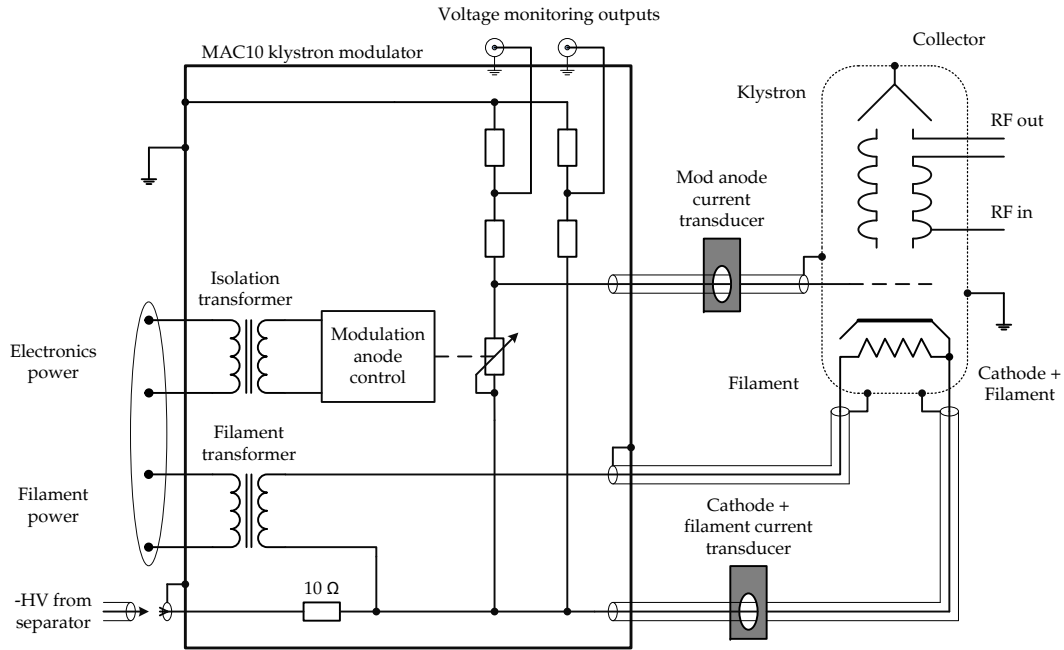 Voltage monitoring outputs
MAC10 klystron modulator
Collector
Klystron
RF out
Mod anode
current
transducer
RF in
Isolation
transformer
Modulation
anode
control
Electronics
power
Filament
Cathode +
Filament
Filament
transformer
Filament
power
Cathode +
filament current
transducer
10 Ω
-HV from
separator